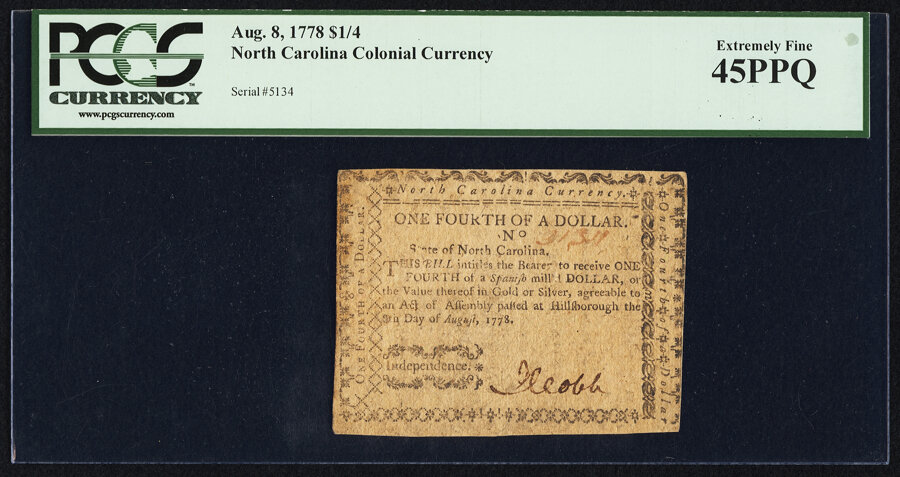 PCGS
CURRENCY
www.pcgscurrency.com
Aug. 8, 1778 $1/4
North Carolina Colonial Currency
Serial #5134
Extremely Fine
45PPQ
North Carolina Currency.
ONE FOURTH OF A DOLLAR.
No 5134
State of North Carolina.
THIS BILL intitles the Bearer to receive ONE
FOURTH of a Spaniſh mill'd DOLLAR, or
the Value thereof in Gold or Silver, agreeable to
an Act of Aſſembly paſſed at Hillſborough the
8th Day of Auguſt, 1778.
Independence.
JCobb
ONE FOURTH OF A DOLLAR.
One Fourth of a Dollar